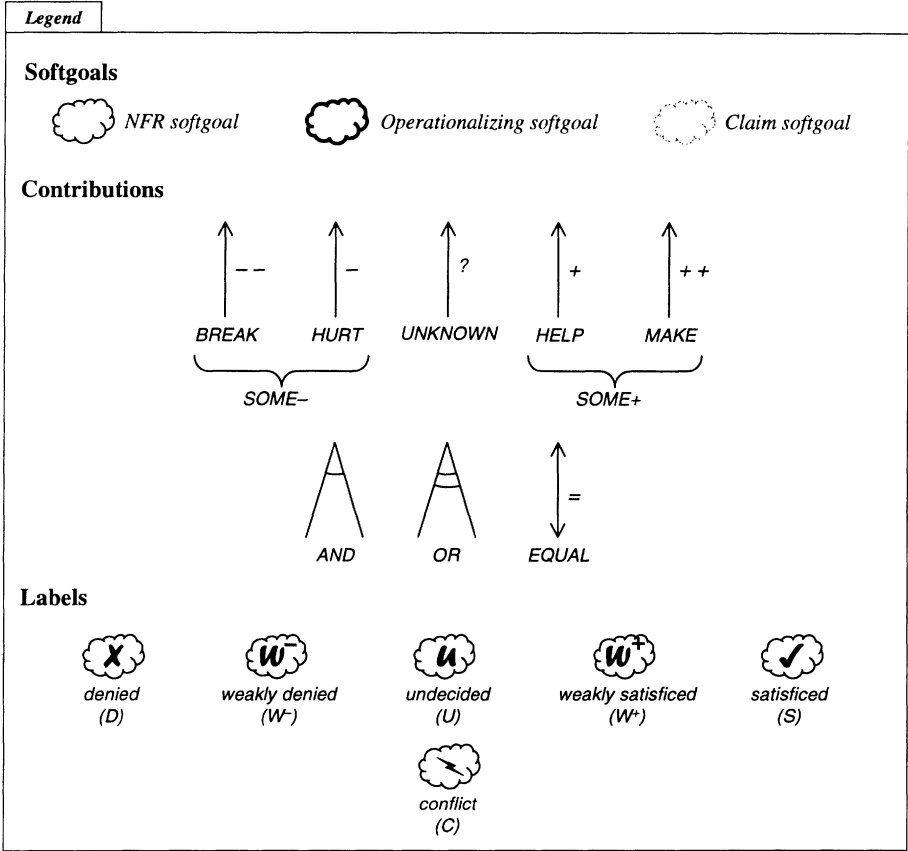 Legend
Softgoals
NFR softgoal Operationalizing softgoal Claim softgoal
Contributions
– – – ? + + +
BREAK HURT UNKNOWN HELP MAKE
SOME– SOME+
=
AND OR EQUAL
Labels
X W– u W+ ✓
denied weakly denied undecided weakly satisficed satisficed
(D) (W–) (U) (W+) (S)
conflict
(C)